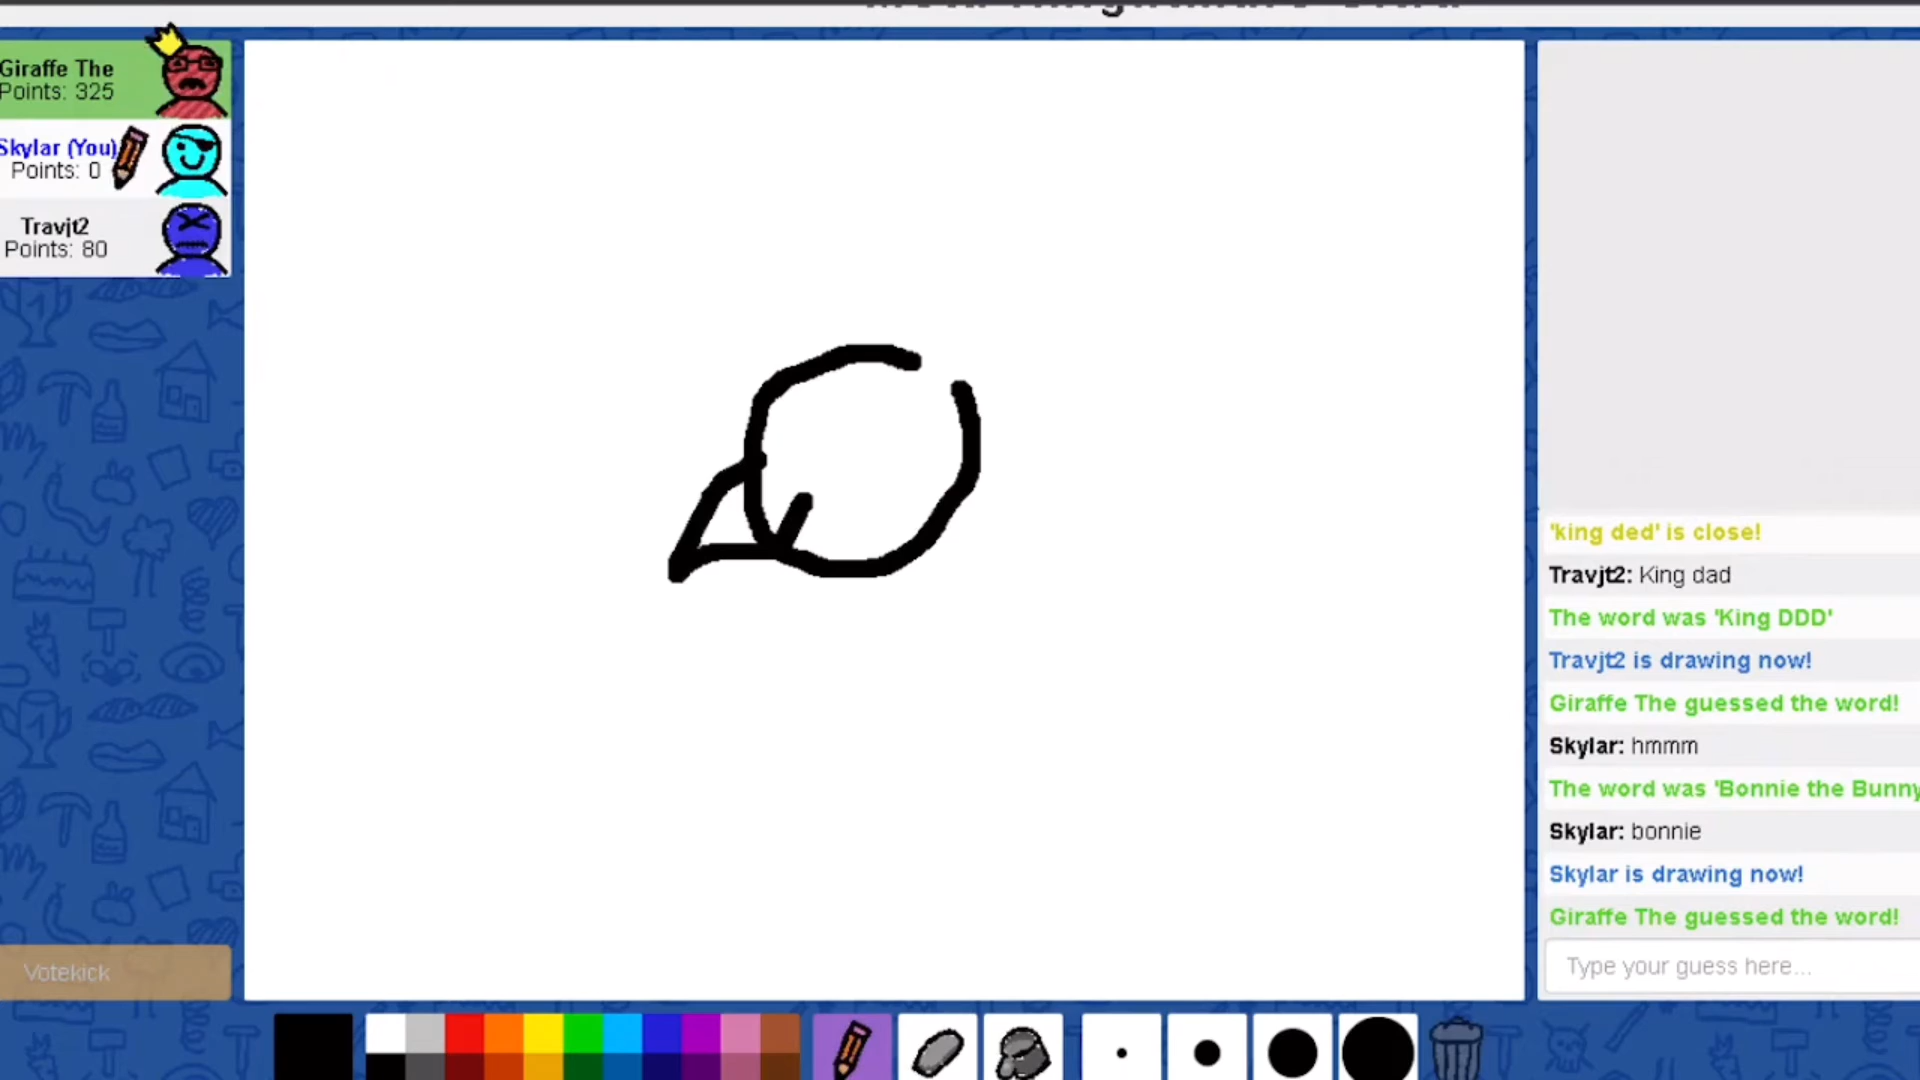 Giraffe The
Points: 325
Skylar (You)
Points: 0
Travjt2
Points: 80
Votekick
'king ded' is close!
Travjt2: King dad
The word was 'King DDD'
Travjt2 is drawing now!
Giraffe The guessed the word!
Skylar: hmmm
The word was 'Bonnie the Bunny
Skylar: bonnie
Skylar is drawing now!
Giraffe The guessed the word!
Type your guess here...